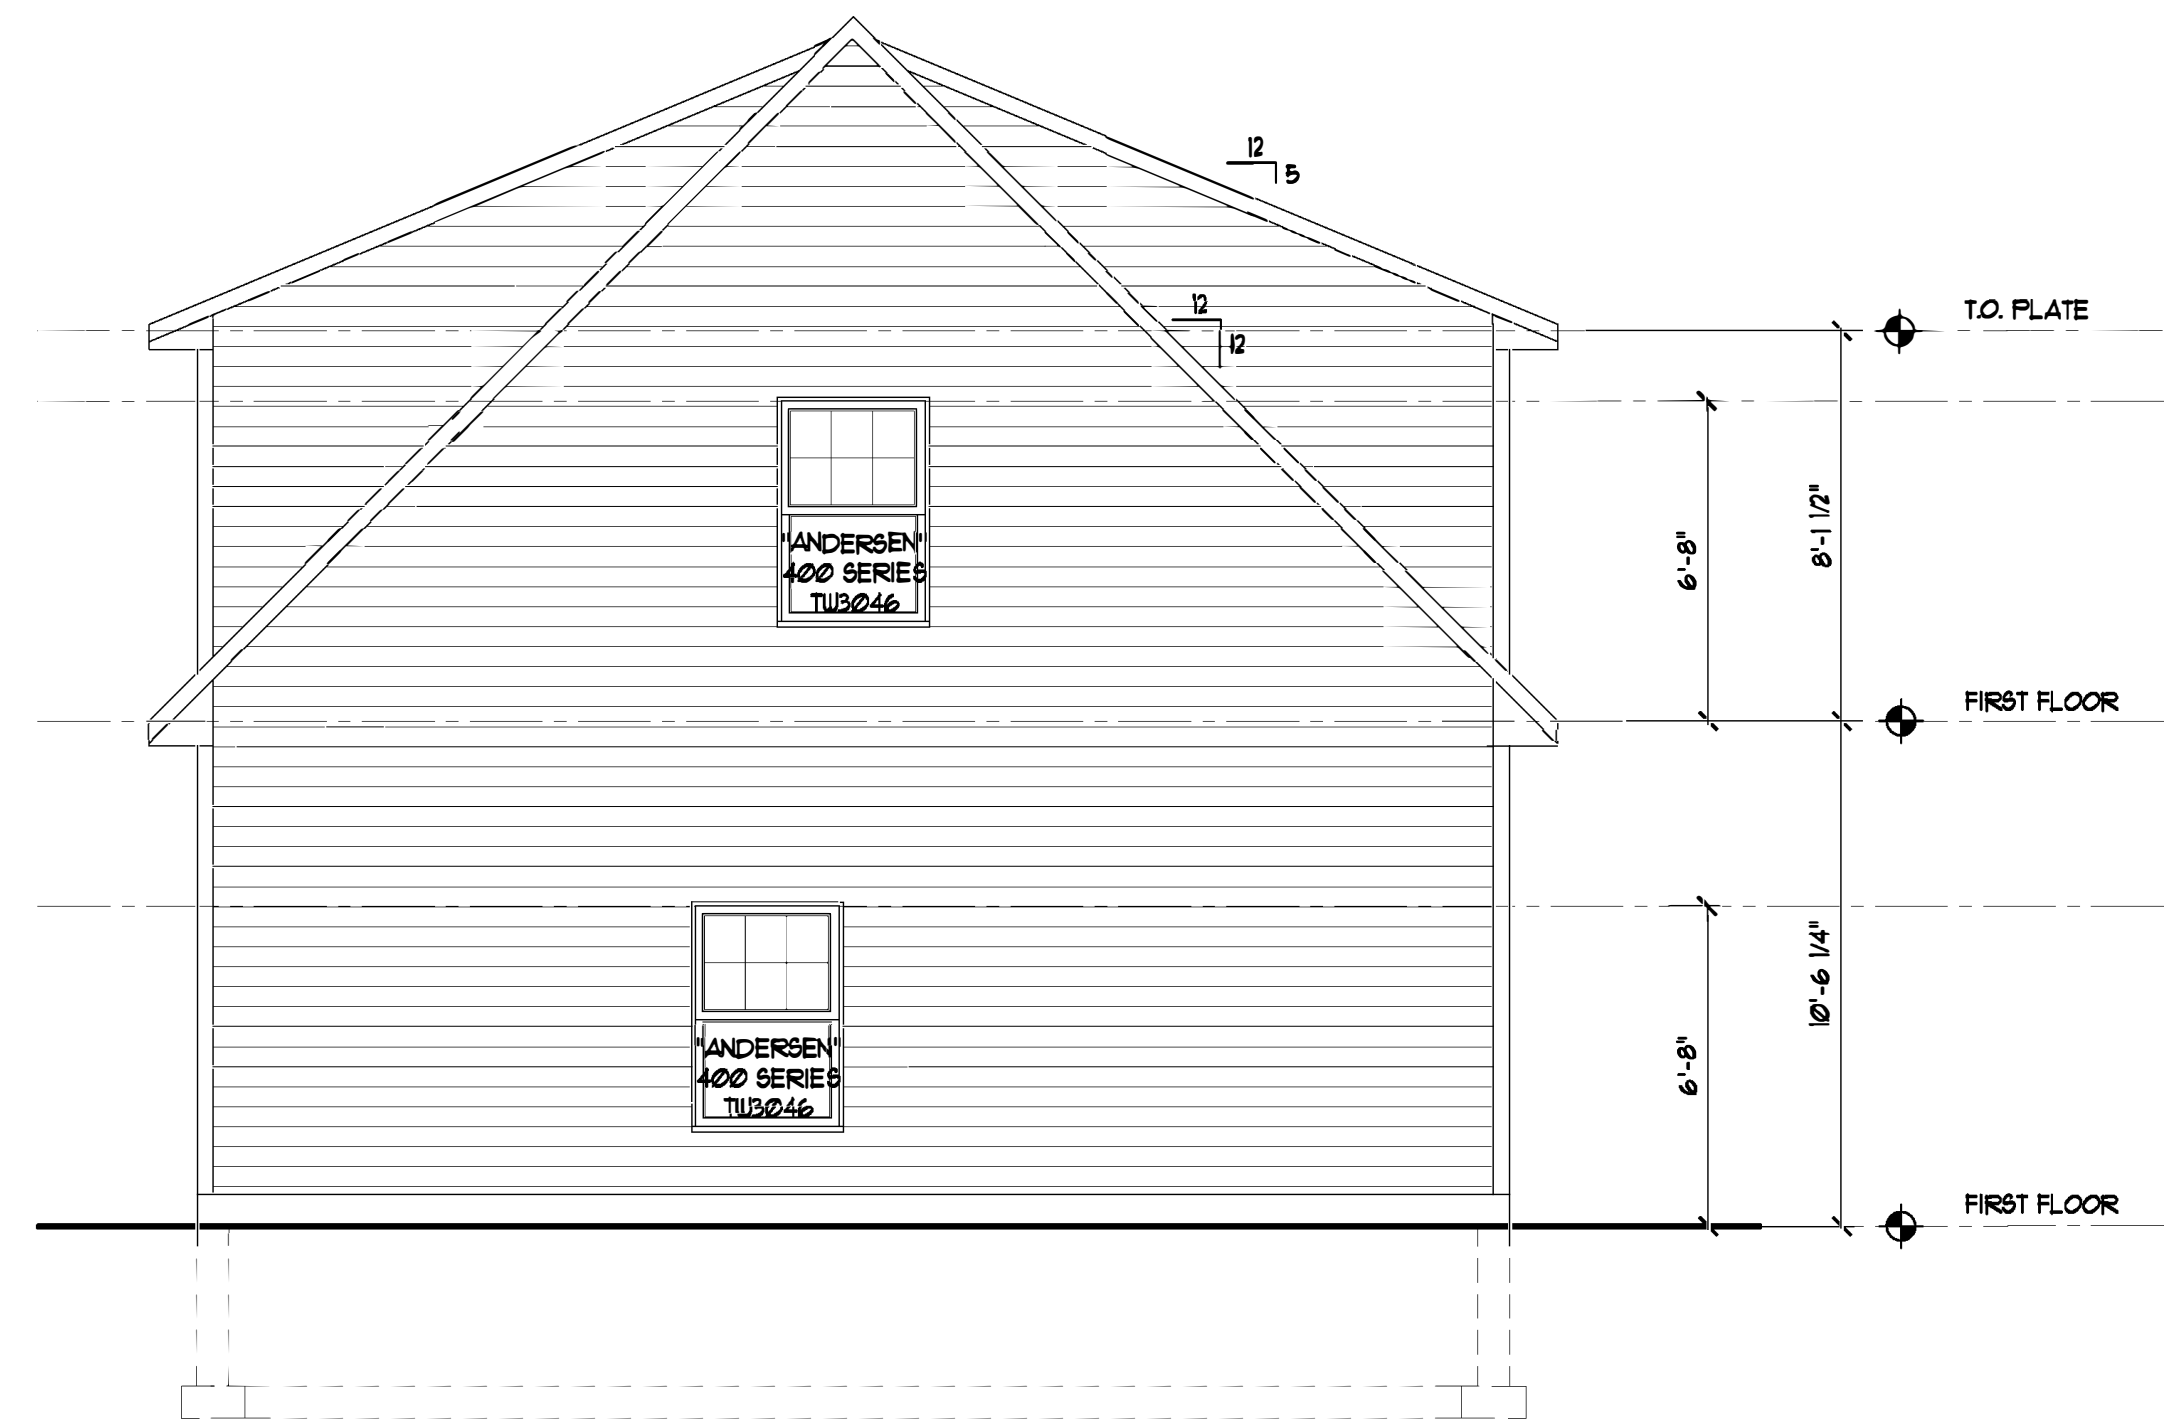 12
5
T.O. PLATE
12
12
8'-1 1/2"
6'-8"
"ANDERSEN"
400 SERIES
TW3046
FIRST FLOOR
10'-6 1/4"
6'-8"
"ANDERSEN"
400 SERIES
TW3046
FIRST FLOOR